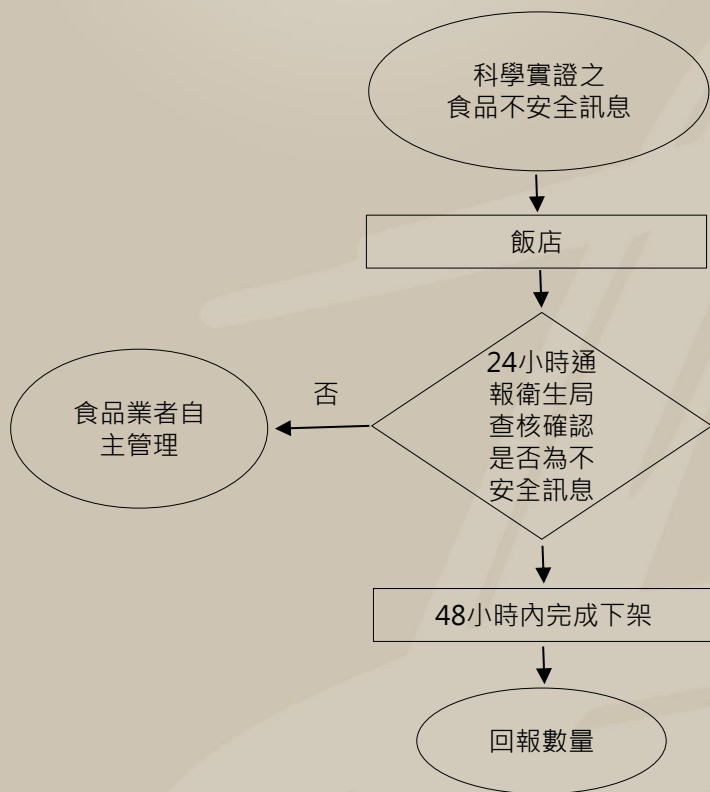 科學實證之
食品不安全訊息
飯店
24小時通
報衛生局
查核確認
是否為不
安全訊息
否
食品業者自
主管理
48小時內完成下架
回報數量